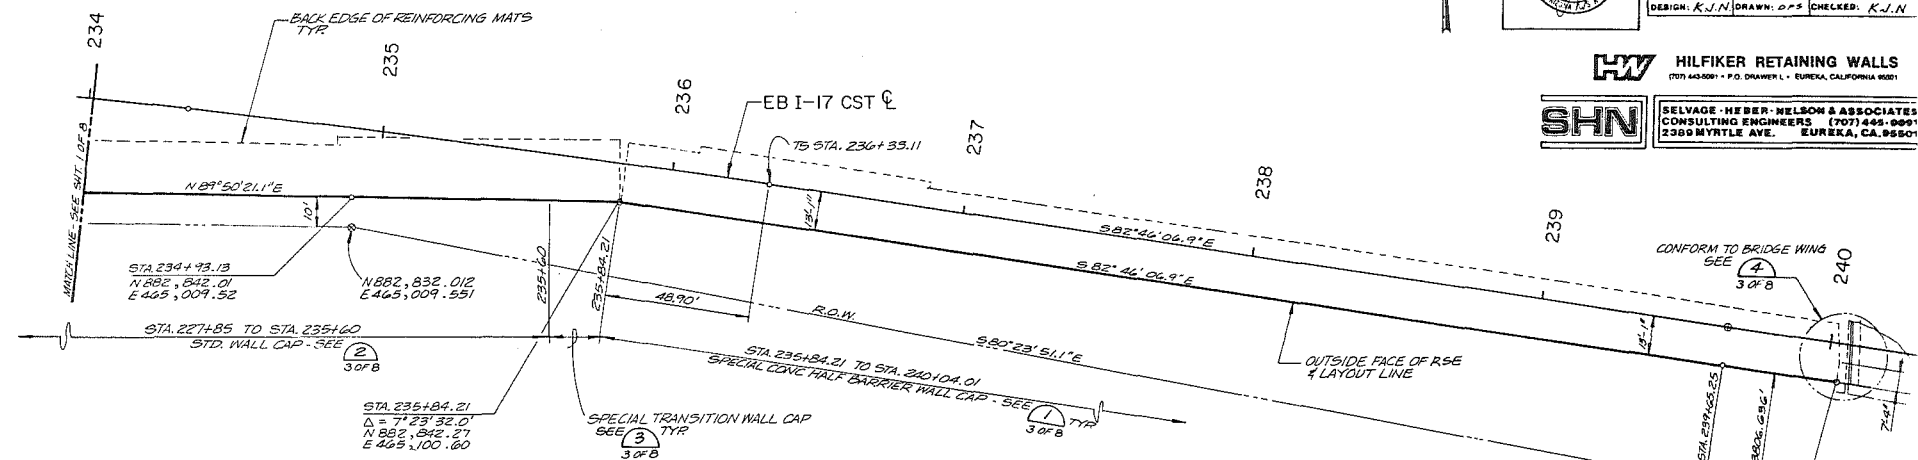 234
BACK EDGE OF REINFORCING MATS
TYP.
235
236
EB I-17 CST ℄
TS STA. 236+33.11
237
238
239
240
DESIGN: K.J.N. DRAWN: DPS CHECKED: K.J.N
HW HILFIKER RETAINING WALLS
(707) 443-5091 • P.O. DRAWER L • EUREKA, CALIFORNIA 95501
SHN
SELVAGE·HEBER·NELSON & ASSOCIATES
CONSULTING ENGINEERS (707) 445-
2389 MYRTLE AVE. EUREKA, CA. 95501
MATCH LINE - SEE SHT. 1 OF 8
N 89°50'21.1" E
10'
13'-1"
S 82°46'06.9" E
S 82°46'06.9" E
CONFORM TO BRIDGE WING
SEE 4
3 OF 8
STA. 234+93.13
N 882,842.01
E 465,009.52
N 882,832.012
E 465,009.551
235+60
235+84.21
48.90'
R.O.W.
S 80°23'51.1" E
13'-1"
OUTSIDE FACE OF RSE
& LAYOUT LINE
STA. 227+85 TO STA. 235+60
STD. WALL CAP - SEE 2
3 OF 8
STA. 235+84.21 TO STA. 240+04.01
SPECIAL CONC HALF BARRIER WALL CAP - SEE 1 TYP.
3 OF 8
STA. 235+84.21
Δ = 7°23'32.0"
N 882,842.27
E 465,100.60
SPECIAL TRANSITION WALL CAP
SEE 3 TYP.
3 OF 8
STA. 239+65.25
3806.696'
7'-4"